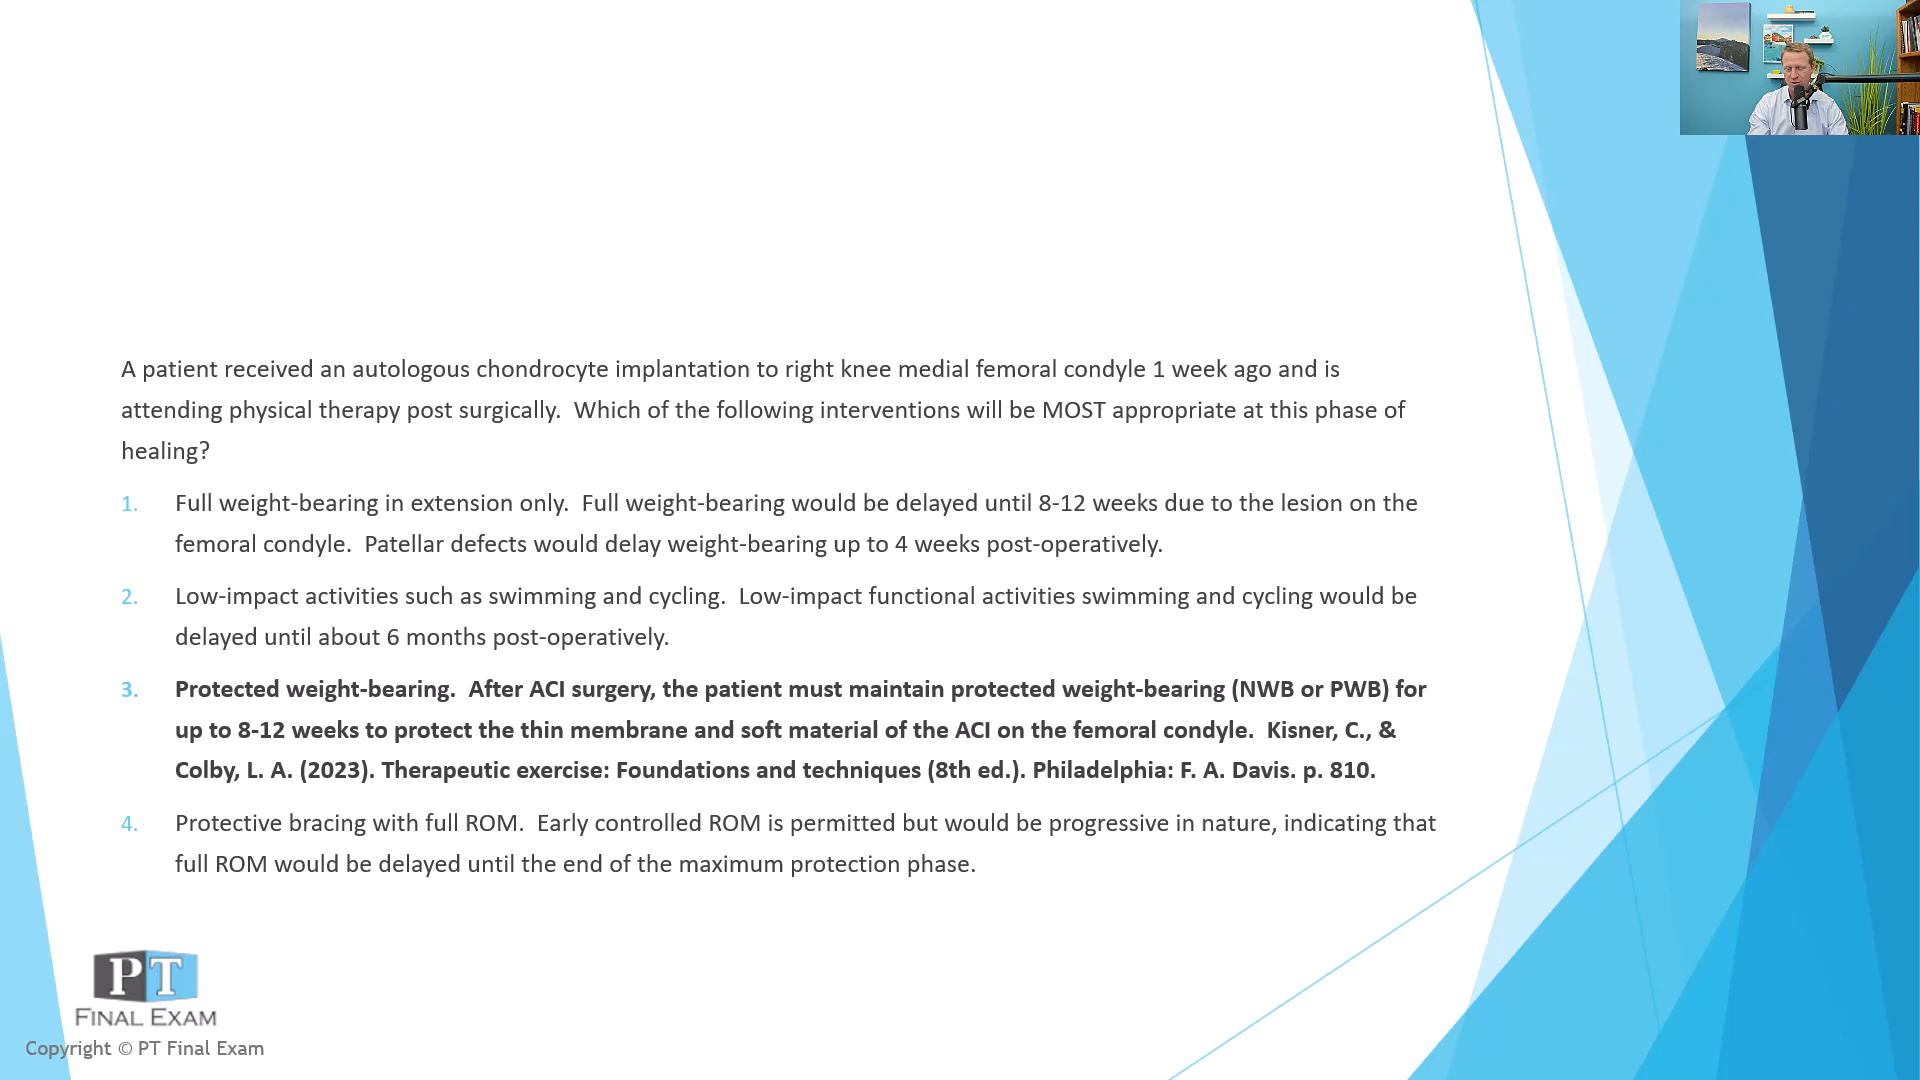 A patient received an autologous chondrocyte implantation to right knee medial femoral condyle 1 week ago and is
attending physical therapy post surgically.  Which of the following interventions will be MOST appropriate at this phase of
healing?
1. Full weight-bearing in extension only.  Full weight-bearing would be delayed until 8-12 weeks due to the lesion on the
femoral condyle.  Patellar defects would delay weight-bearing up to 4 weeks post-operatively.
2. Low-impact activities such as swimming and cycling.  Low-impact functional activities swimming and cycling would be
delayed until about 6 months post-operatively.
3. Protected weight-bearing.  After ACI surgery, the patient must maintain protected weight-bearing (NWB or PWB) for
up to 8-12 weeks to protect the thin membrane and soft material of the ACI on the femoral condyle.  Kisner, C., &
Colby, L. A. (2023). Therapeutic exercise: Foundations and techniques (8th ed.). Philadelphia: F. A. Davis. p. 810.
4. Protective bracing with full ROM.  Early controlled ROM is permitted but would be progressive in nature, indicating that
full ROM would be delayed until the end of the maximum protection phase.
PT
FINAL EXAM
Copyright © PT Final Exam